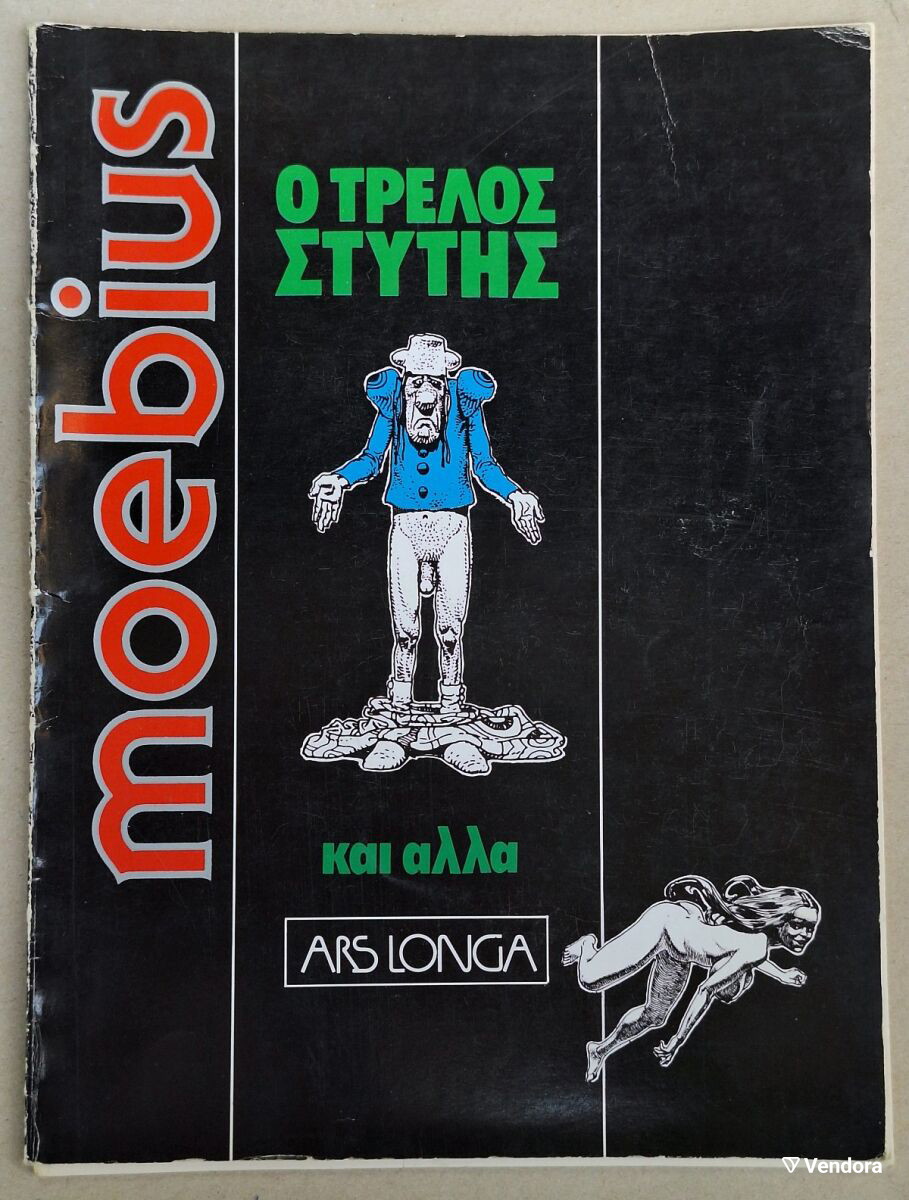 moebius
Ο ΤΡΕΛΟΣ
ΣΤΥΤΗΣ
και αλλα
ARS LONGA
Vendora